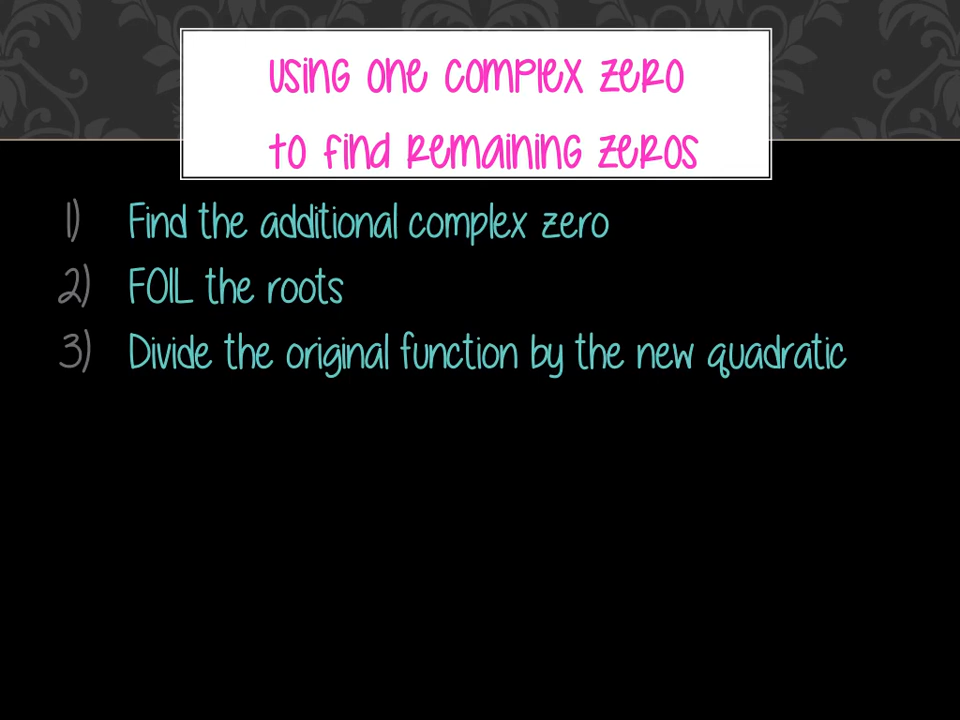 Using one complex zero
to find remaining zeros
1) Find the additional complex zero
2) FOIL the roots
3) Divide the original function by the new quadratic